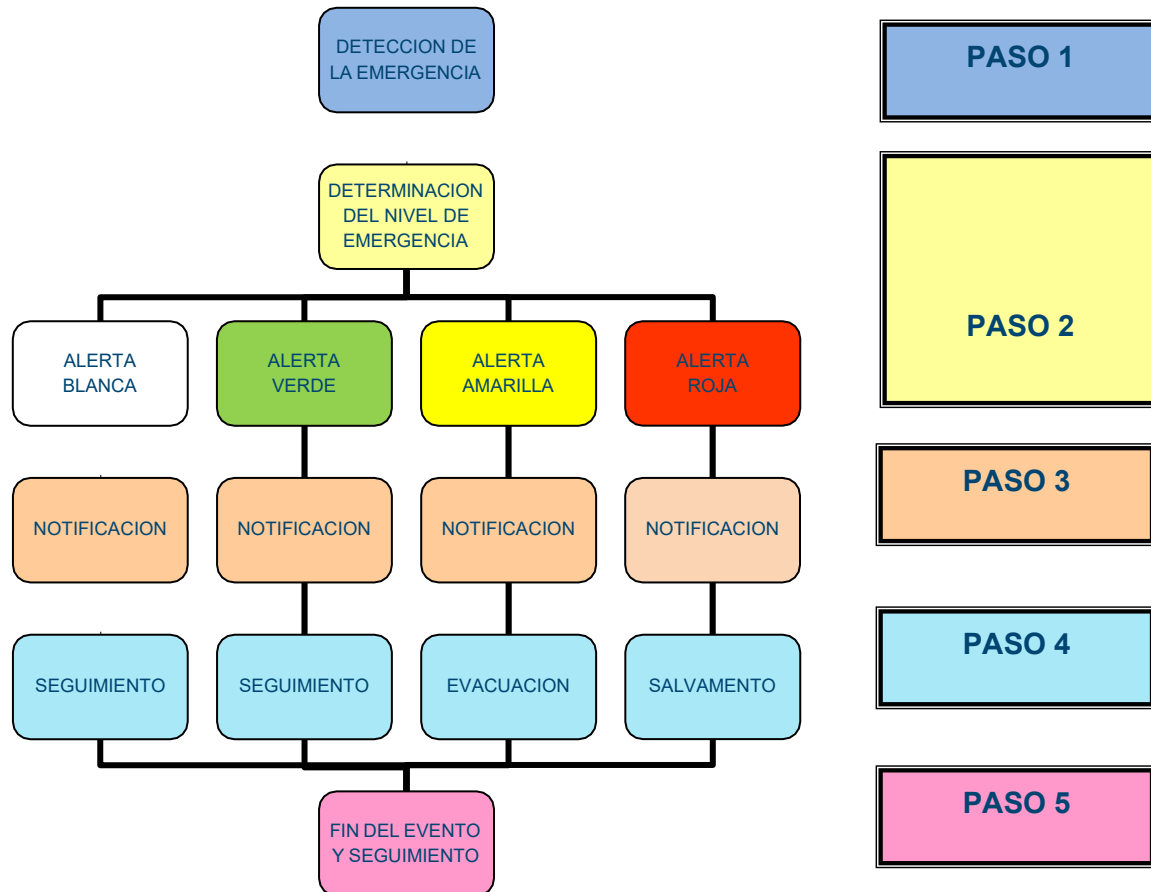 DETECCION DE
LA EMERGENCIA
PASO 1
DETERMINACION
DEL NIVEL DE
EMERGENCIA
PASO 2
ALERTA
BLANCA
ALERTA
VERDE
ALERTA
AMARILLA
ALERTA
ROJA
NOTIFICACION
NOTIFICACION
NOTIFICACION
NOTIFICACION
PASO 3
SEGUIMIENTO
SEGUIMIENTO
EVACUACION
SALVAMENTO
PASO 4
FIN DEL EVENTO
Y SEGUIMIENTO
PASO 5